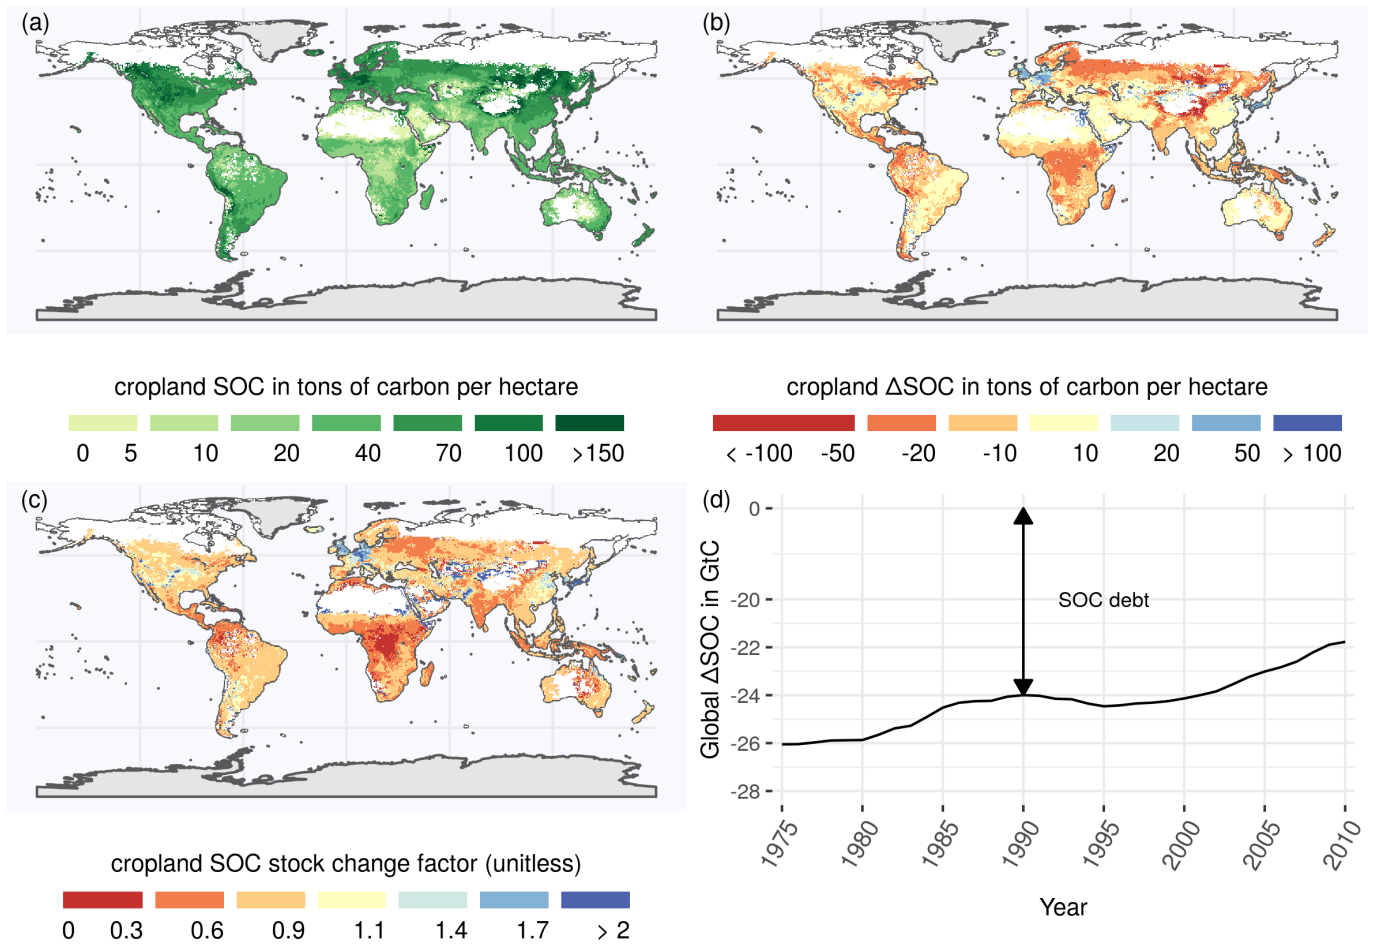 (a)
(b)
cropland SOC in tons of carbon per hectare
0 5 10 20 40 70 100 >150
cropland ΔSOC in tons of carbon per hectare
< -100 -50 -20 -10 10 20 50 > 100
(c)
(d)
cropland SOC stock change factor (unitless)
0 0.3 0.6 0.9 1.1 1.4 1.7 > 2
Global ΔSOC in GtC
0
-20
-22
-24
-26
-28
SOC debt
1975 1980 1985 1990 1995 2000 2005 2010
Year